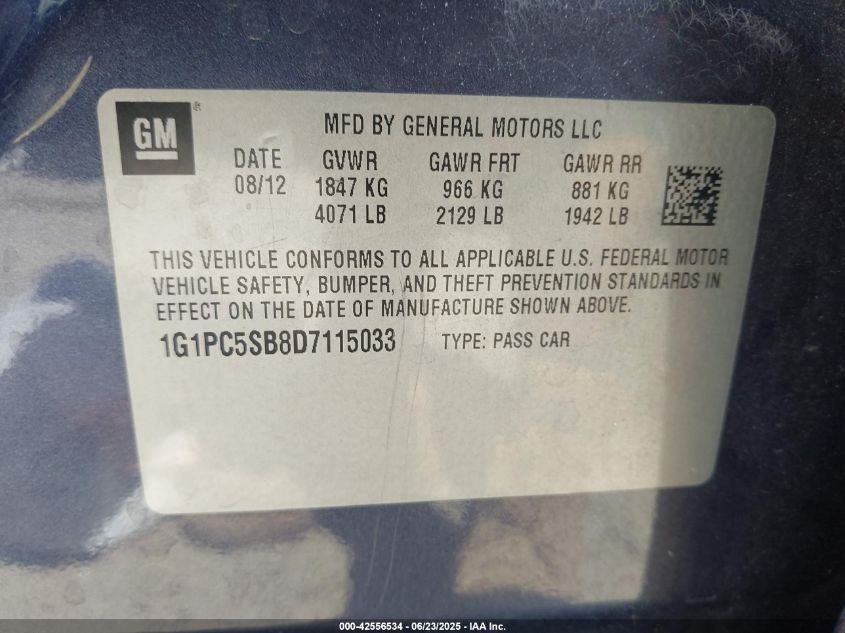 GM ®
MFD BY GENERAL MOTORS LLC
DATE GVWR GAWR FRT GAWR RR
08/12 1847 KG 966 KG 881 KG
4071 LB 2129 LB 1942 LB
THIS VEHICLE CONFORMS TO ALL APPLICABLE U.S. FEDERAL MOTOR
VEHICLE SAFETY, BUMPER, AND THEFT PREVENTION STANDARDS IN
EFFECT ON THE DATE OF MANUFACTURE SHOWN ABOVE.
1G1PC5SB8D7115033 TYPE: PASS CAR
000-42556534 - 06/23/2025 - IAA Inc.